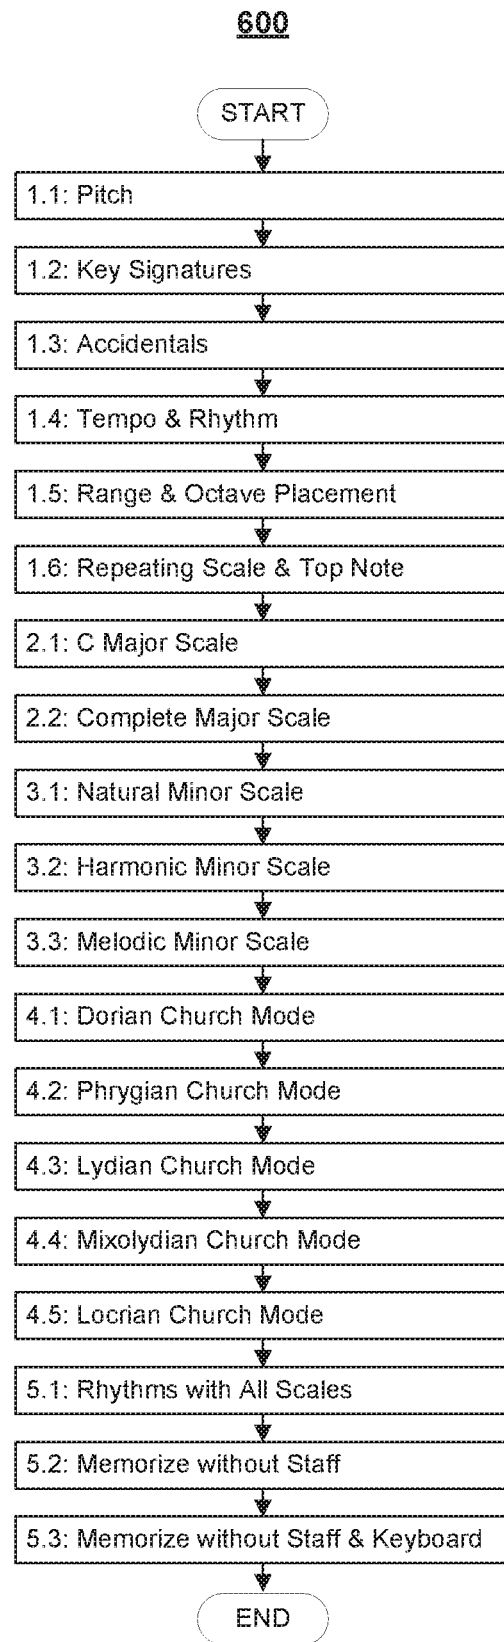 600
START
1.1: Pitch
1.2: Key Signatures
1.3: Accidentals
1.4: Tempo & Rhythm
1.5: Range & Octave Placement
1.6: Repeating Scale & Top Note
2.1: C Major Scale
2.2: Complete Major Scale
3.1: Natural Minor Scale
3.2: Harmonic Minor Scale
3.3: Melodic Minor Scale
4.1: Dorian Church Mode
4.2: Phrygian Church Mode
4.3: Lydian Church Mode
4.4: Mixolydian Church Mode
4.5: Locrian Church Mode
5.1: Rhythms with All Scales
5.2: Memorize without Staff
5.3: Memorize without Staff & Keyboard
END